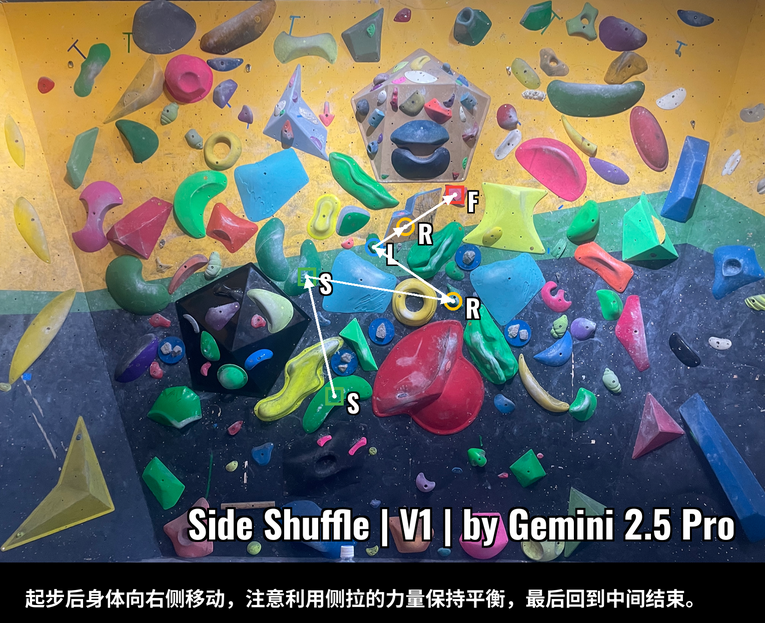 F
R
L
S
R
S
Side Shuffle | V1 | by Gemini 2.5 Pro
起步后身体向右侧移动，注意利用侧拉的力量保持平衡，最后回到中间结束。